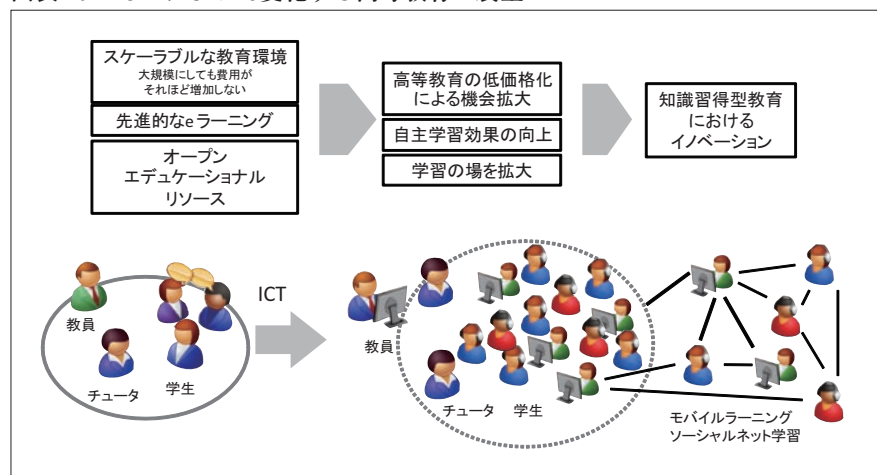 スケーラブルな教育環境
大規模にしても費用が
それほど増加しない
先進的なeラーニング
オープン
エデュケーショナル
リソース
高等教育の低価格化
による機会拡大
自主学習効果の向上
学習の場を拡大
知識習得型教育
における
イノベーション
教員
チュータ
学生
ICT
教員
チュータ
学生
モバイルラーニング
ソーシャルネット学習